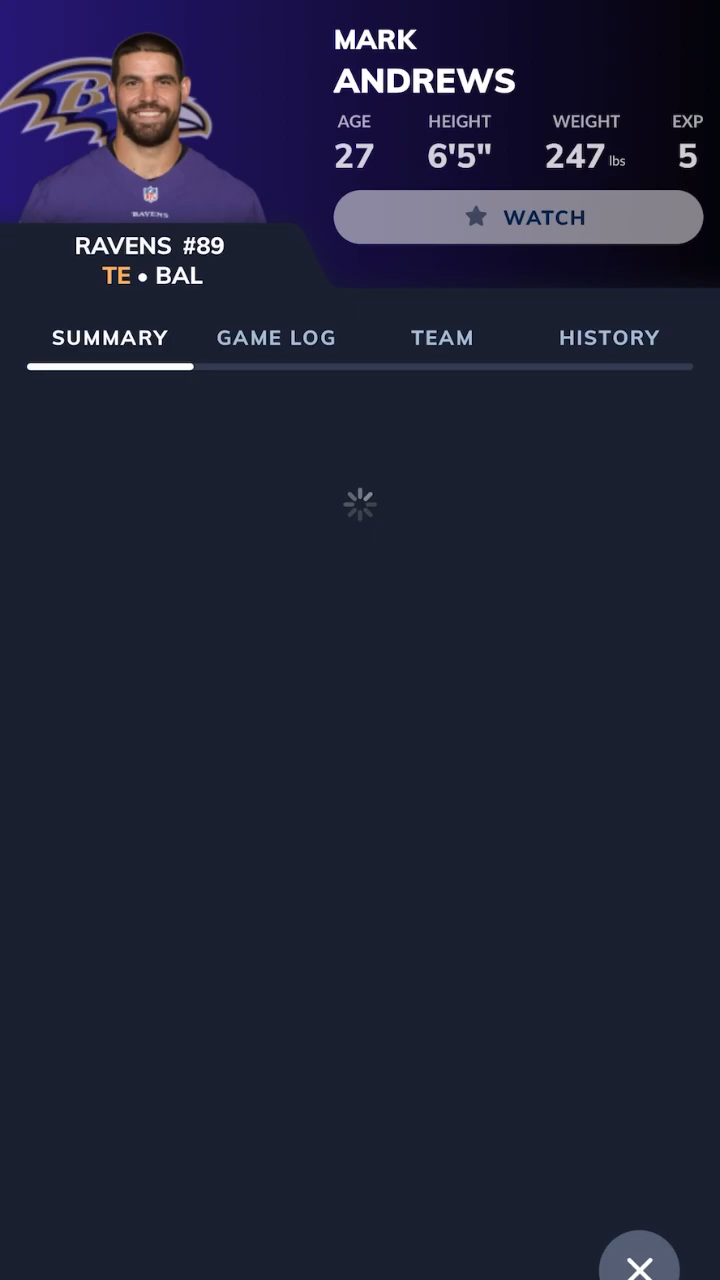 MARK
ANDREWS
AGE HEIGHT WEIGHT EXP
27 6'5" 247 lbs 5
WATCH
RAVENS #89
TE • BAL
SUMMARY GAME LOG TEAM HISTORY
B
RAVENS